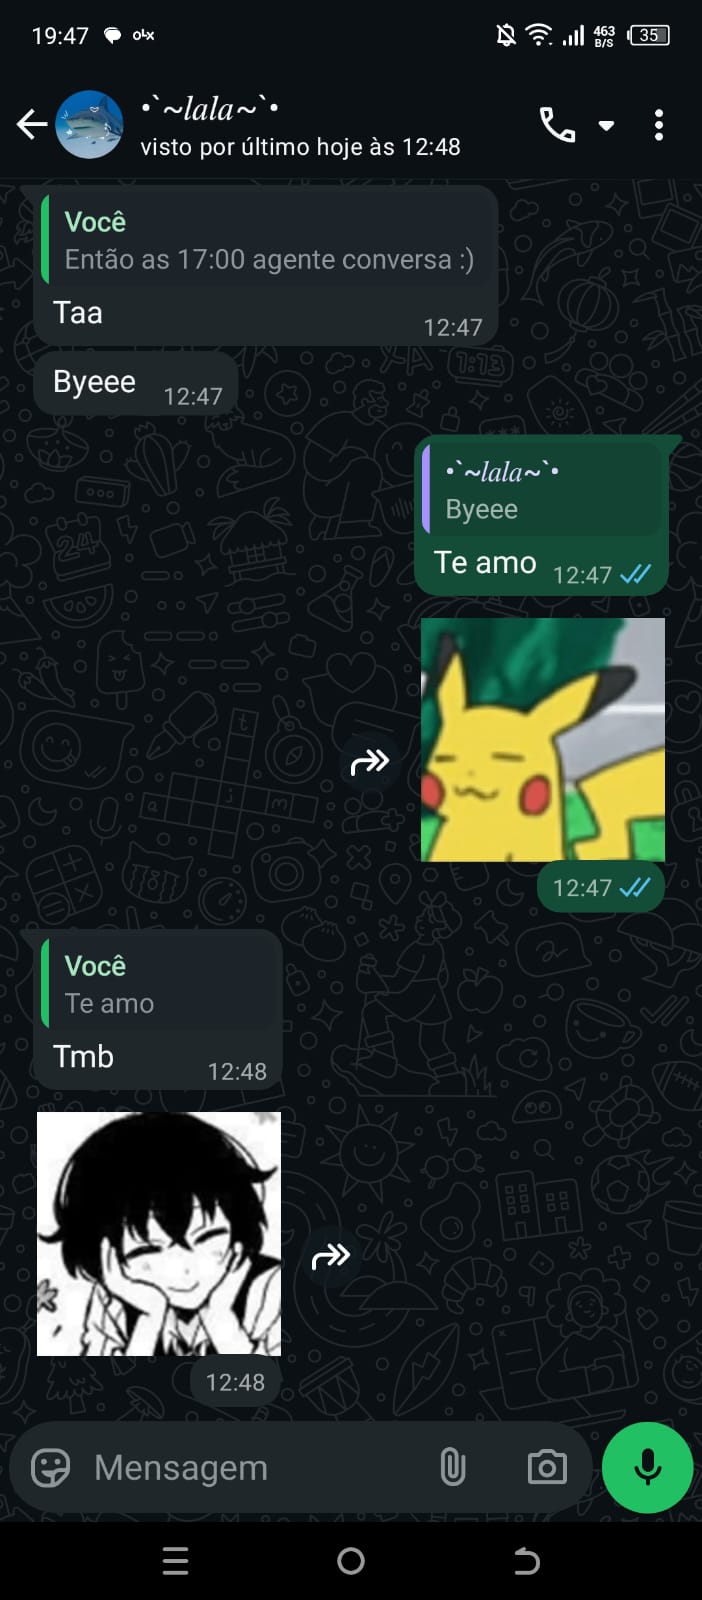 19:47 OLX 463 B/S 35
•`~lala~`•
visto por último hoje às 12:48
Você
Então as 17:00 agente conversa :)
Taa 12:47
Byeee 12:47
•`~lala~`•
Byeee
Te amo 12:47
12:47
Você
Te amo
Tmb 12:48
12:48
Mensagem